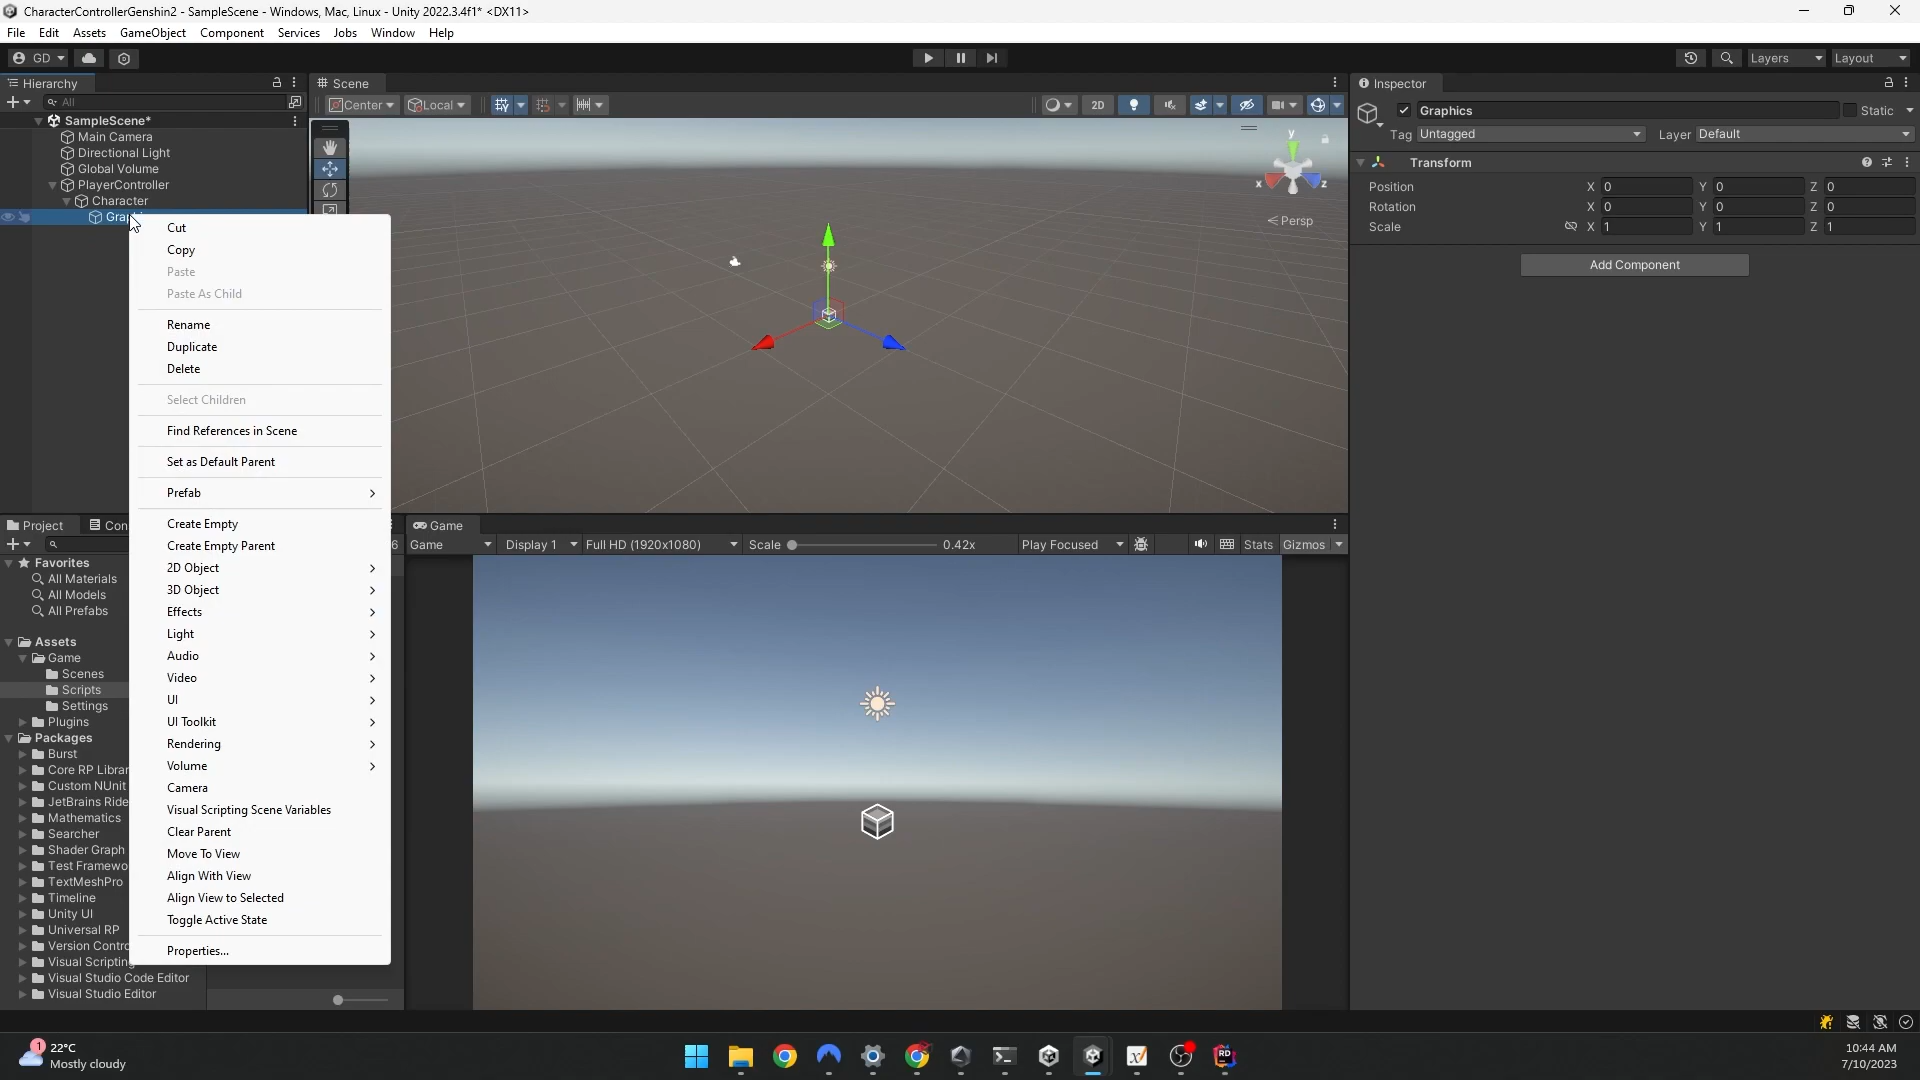 CharacterControllerGenshin2 - SampleScene - Windows, Mac, Linux - Unity 2022.3.4f1* <DX11>
File Edit Assets GameObject Component Services Jobs Window Help
GD Layers Layout
Hierarchy
All
SampleScene*
Main Camera
Directional Light
Global Volume
PlayerController
Character
Cut
Copy
Paste
Paste As Child
Rename
Duplicate
Delete
Select Children
Find References in Scene
Set as Default Parent
Prefab
Create Empty
Create Empty Parent
2D Object
3D Object
Effects
Light
Audio
Video
UI
UI Toolkit
Rendering
Volume
Camera
Visual Scripting Scene Variables
Clear Parent
Move To View
Align With View
Align View to Selected
Toggle Active State
Properties...
Scene
Center Local 2D
y
x z
Persp
Inspector
Graphics Static
Tag Untagged Layer Default
Transform
Position X 0 Y 0 Z 0
Rotation X 0 Y 0 Z 0
Scale X 1 Y 1 Z 1
Add Component
Project Con
Favorites
All Materials
All Models
All Prefabs
Assets
Game
Scenes
Scripts
Settings
Plugins
Packages
Burst
Core RP Librar
Custom NUnit
JetBrains Ride
Mathematics
Searcher
Shader Graph
Test Framewo
TextMeshPro
Timeline
Unity UI
Universal RP
Version Contro
Visual Scripting
Visual Studio Code Editor
Visual Studio Editor
6
Game
Game Display 1 Full HD (1920x1080) Scale 0.42x Play Focused Stats Gizmos
1
22°C
Mostly cloudy
RD
10:44 AM
7/10/2023